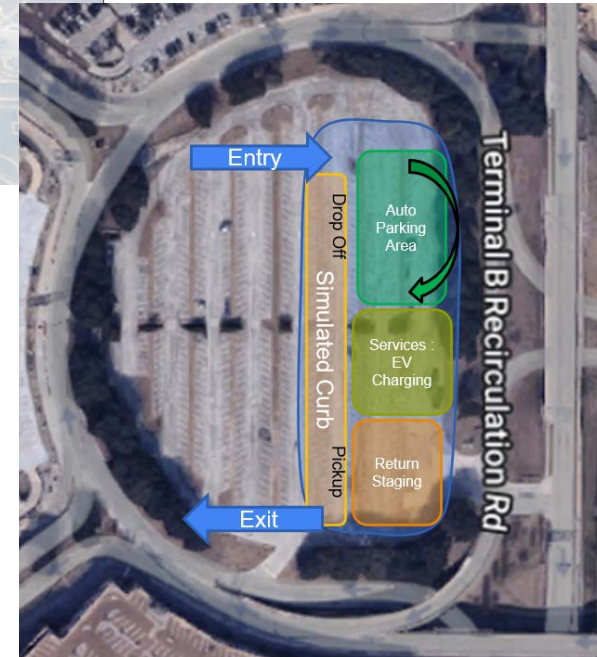 Entry
Drop Off
Auto
Parking
Area
Simulated Curb
Services :
EV
Charging
Pickup
Return
Staging
Exit
Terminal B Recirculation Rd